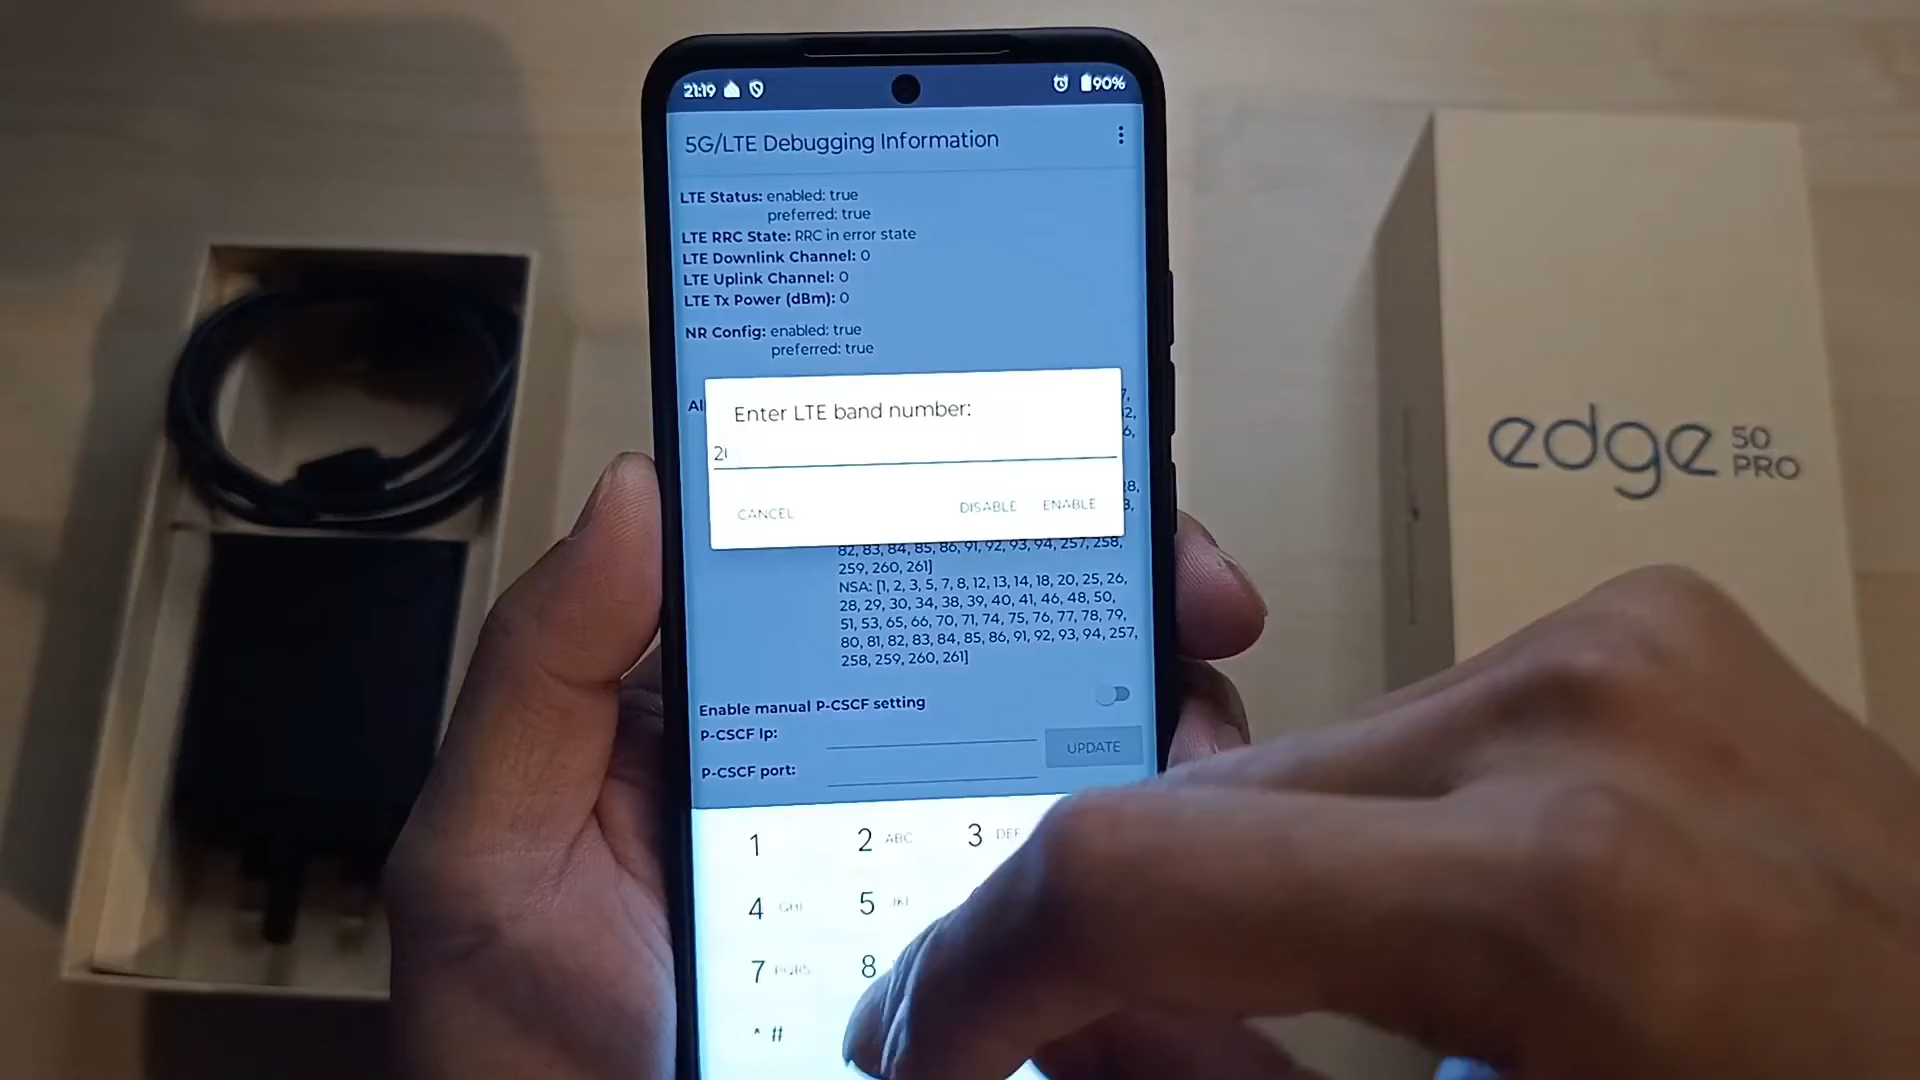 21:19
90%
5G/LTE Debugging Information
LTE Status: enabled: true
preferred: true
LTE RRC State: RRC in error state
LTE Downlink Channel: 0
LTE Uplink Channel: 0
LTE Tx Power (dBm): 0
NR Config: enabled: true
preferred: true
Enter LTE band number:
2
CANCEL
DISABLE
ENABLE
82, 83, 84, 85, 86, 91, 92, 93, 94, 257, 258,
259, 260, 261]
NSA: [1, 2, 3, 5, 7, 8, 12, 13, 14, 18, 20, 25, 26,
28, 29, 30, 34, 38, 39, 40, 41, 46, 48, 50,
51, 53, 65, 66, 70, 71, 74, 75, 76, 77, 78, 79,
80, 81, 82, 83, 84, 85, 86, 91, 92, 93, 94, 257,
258, 259, 260, 261]
Enable manual P-CSCF setting
P-CSCF Ip:
UPDATE
P-CSCF port:
1
2 ABC
3 DEF
4 GHI
5 JKL
7 PQRS
8
* #
edge 50 PRO